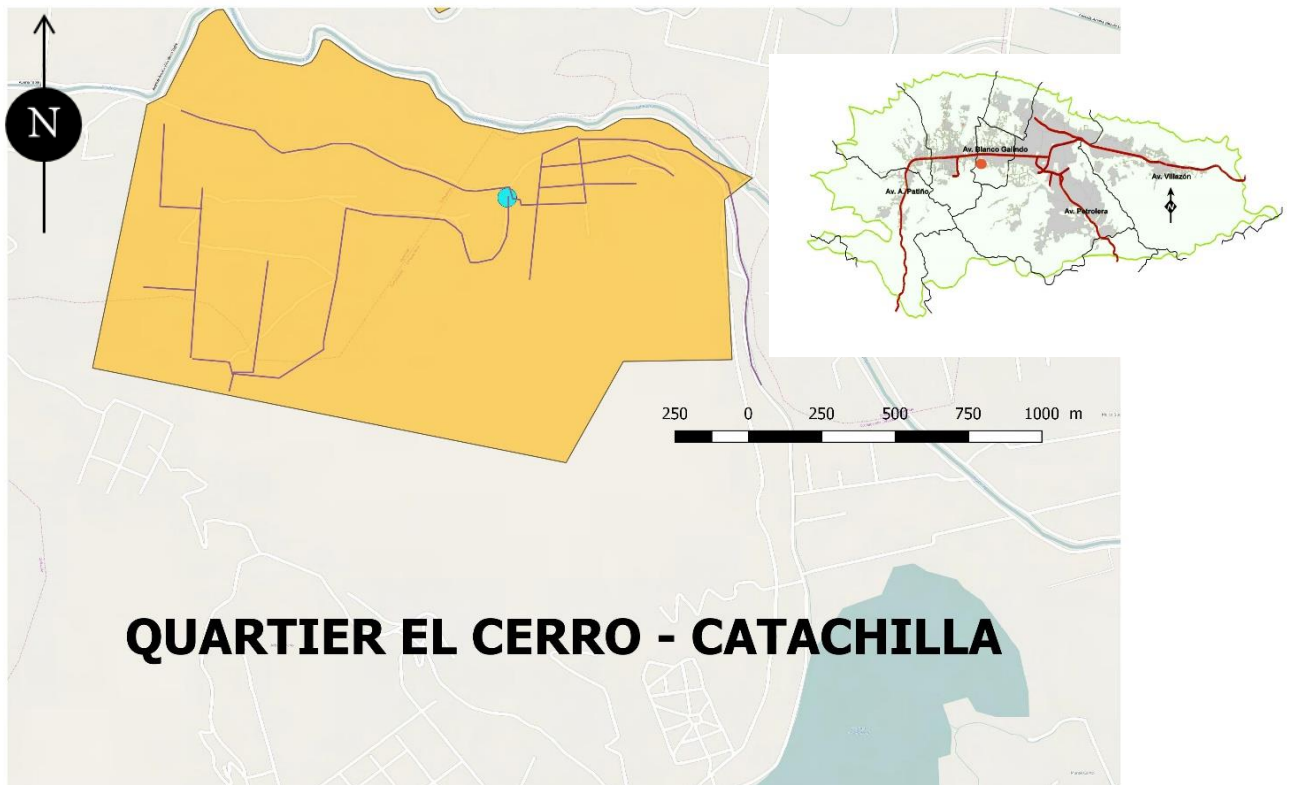 N
Av. Blanco Galindo
Av. Villazón
Av. A. Patiño
Av. Petrolera
N
250 0 250 500 750 1000 m
QUARTIER EL CERRO - CATACHILLA